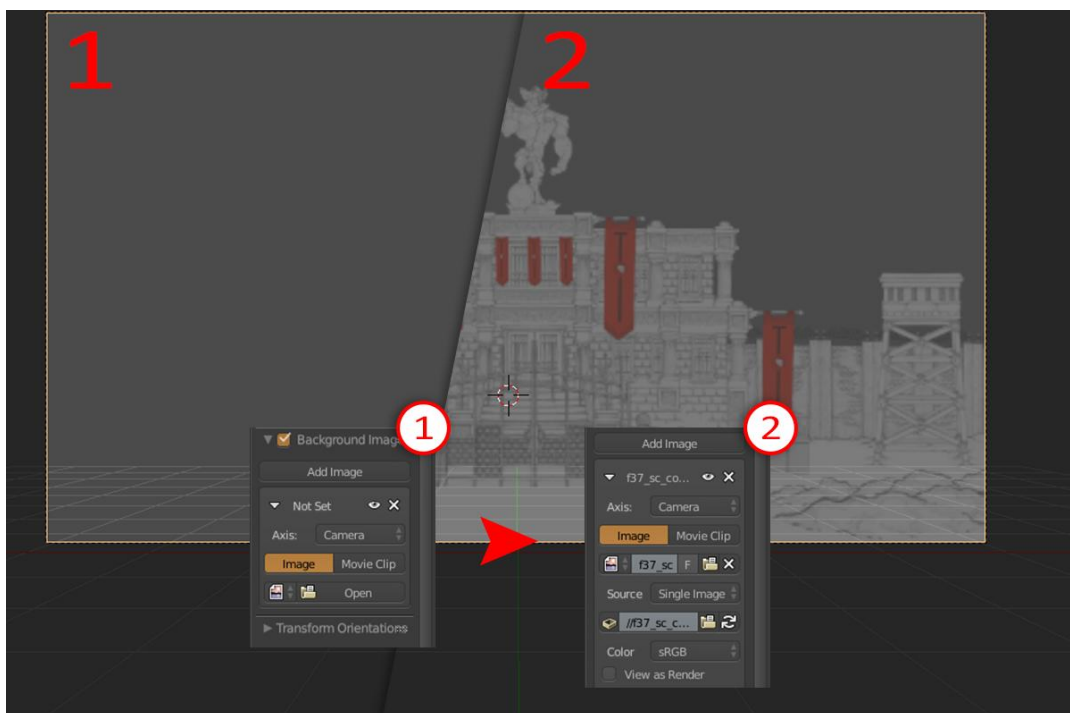 1
2
1
Background Imag
Add Image
Not Set
Axis: Camera
Image Movie Clip
Open
Transform Orientations
2
Add Image
f37_sc_co...
Axis: Camera
Image Movie Clip
f37_sc F
Source Single Image
//f37_sc_c...
Color sRGB
View as Render